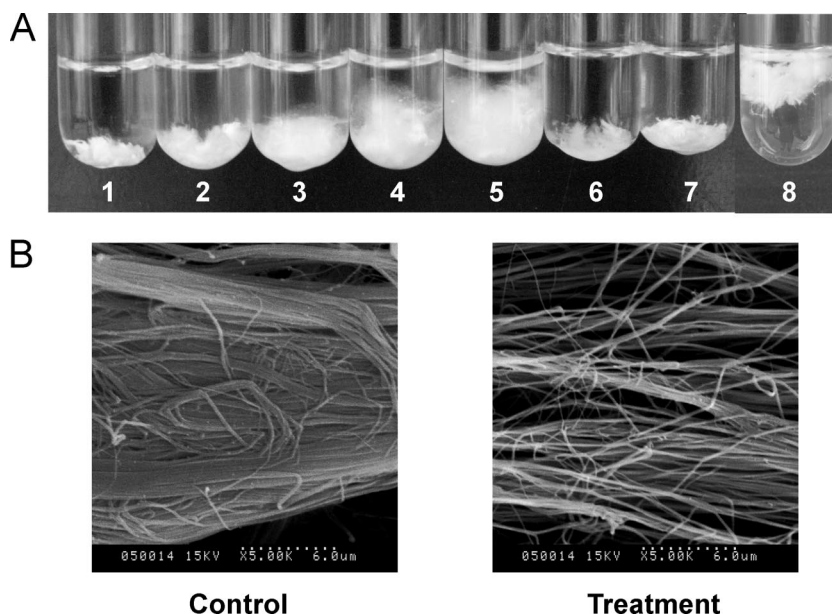 A
1 2 3 4 5 6 7 8
B
050014 15KV X5.00K 6.0um
050014 15KV X5.00K 6.0um
Control
Treatment